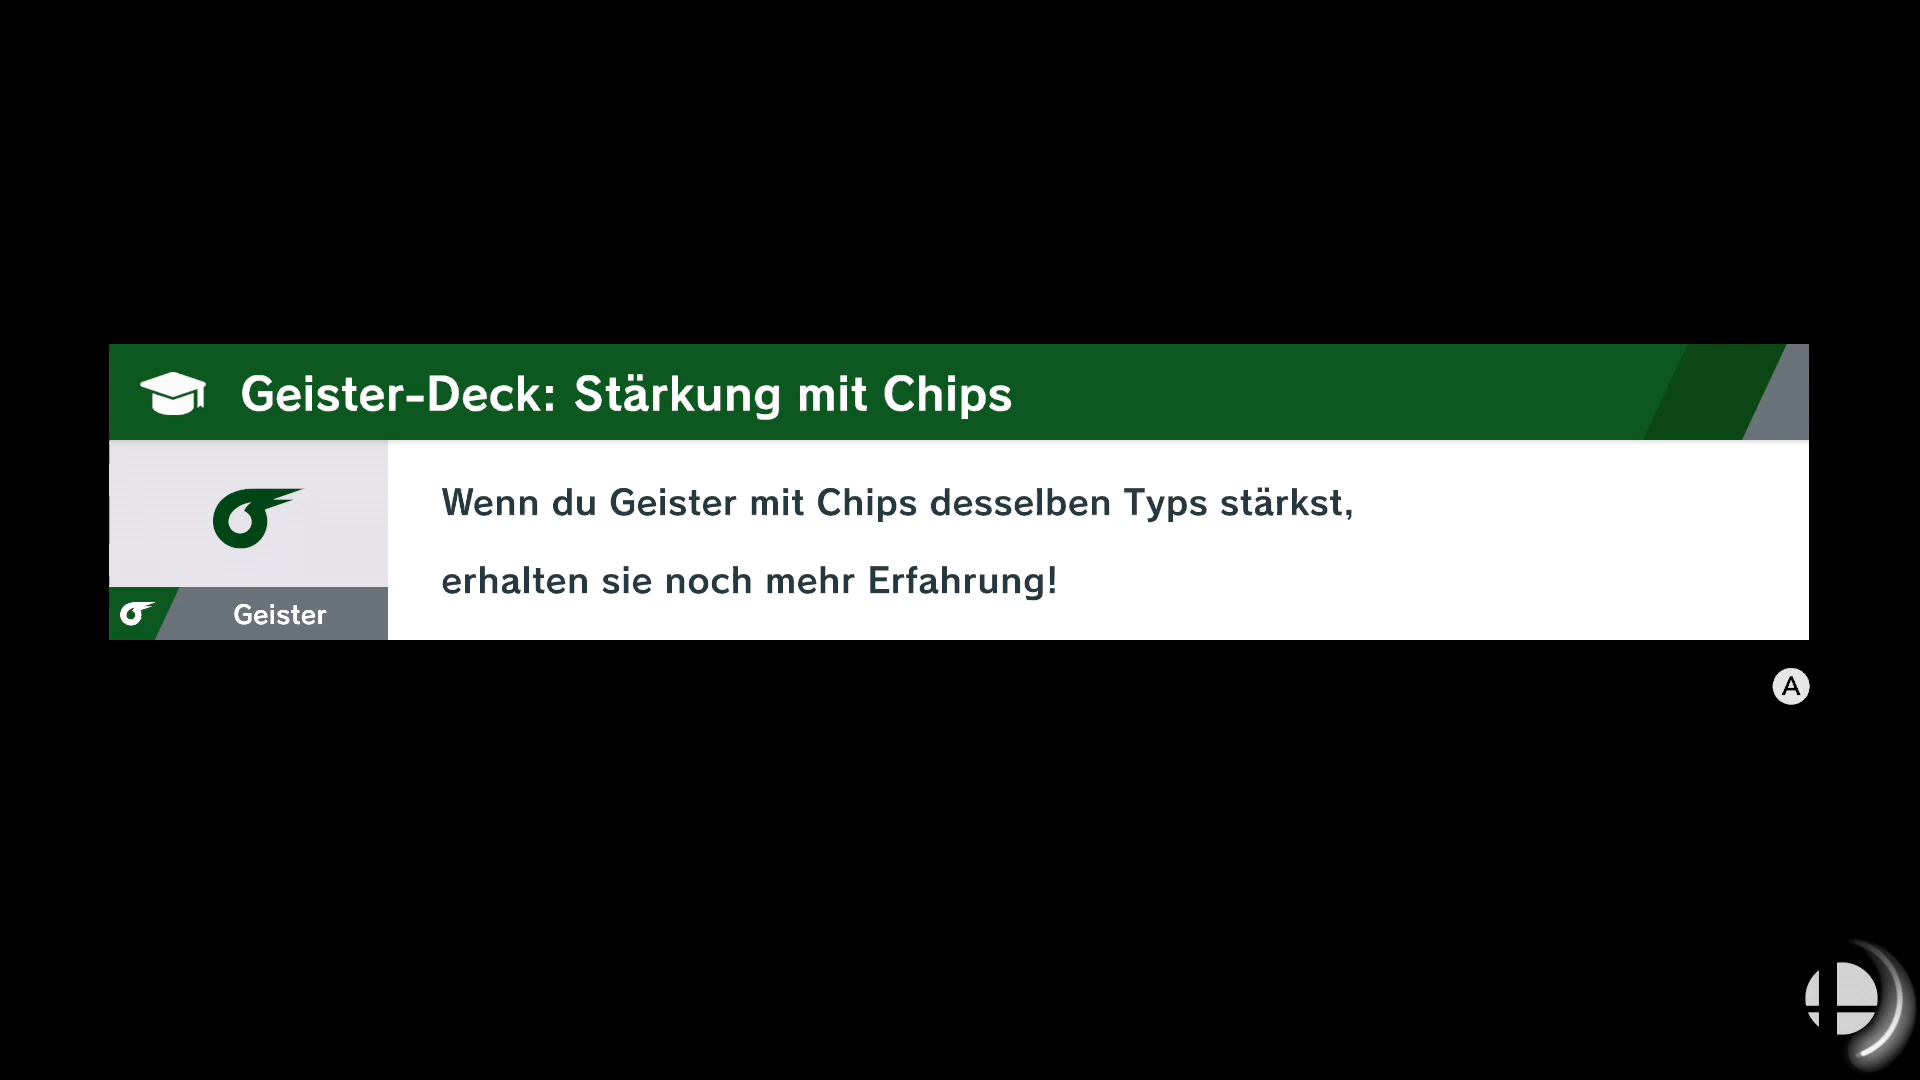 Geister-Deck: Stärkung mit Chips
Wenn du Geister mit Chips desselben Typs stärkst,
erhalten sie noch mehr Erfahrung!
Geister
A